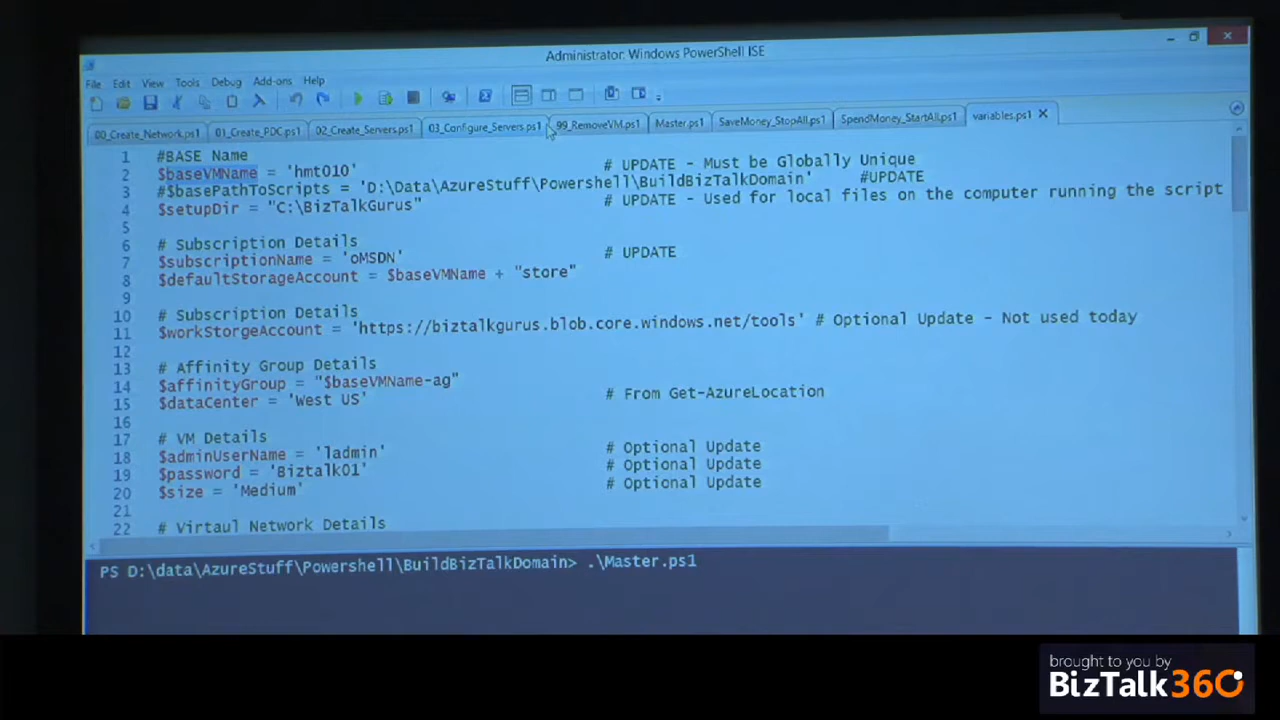 Administrator: Windows PowerShell ISE
File Edit View Tools Debug Add-ons Help
00_Create_Network.ps1 01_Create_PDC.ps1 02_Create_Servers.ps1 03_Configure_Servers.ps1 99_RemoveVM.ps1 Master.ps1 SaveMoney_StopAll.ps1 SpendMoney_StartAll.ps1 variables.ps1
1 #BASE Name
2 $baseVMName = 'hmt010' # UPDATE - Must be Globally Unique
3 #$basePathToScripts = 'D:\Data\AzureStuff\Powershell\BuildBizTalkDomain' #UPDATE
4 $setupDir = "C:\BizTalkGurus" # UPDATE - Used for local files on the computer running the script
5
6 # Subscription Details
7 $subscriptionName = 'oMSDN' # UPDATE
8 $defaultStorageAccount = $baseVMName + "store"
9
10 # Subscription Details
11 $workStorgeAccount = 'https://biztalkgurus.blob.core.windows.net/tools' # Optional Update - Not used today
12
13 # Affinity Group Details
14 $affinityGroup = "$baseVMName-ag"
15 $dataCenter = 'West US' # From Get-AzureLocation
16
17 # VM Details
18 $adminUserName = 'ladmin' # Optional Update
19 $password = 'Biztalk01' # Optional Update
20 $size = 'Medium' # Optional Update
21
22 # Virtaul Network Details
PS D:\data\AzureStuff\Powershell\BuildBizTalkDomain> .\Master.ps1
brought to you by
BizTalk360